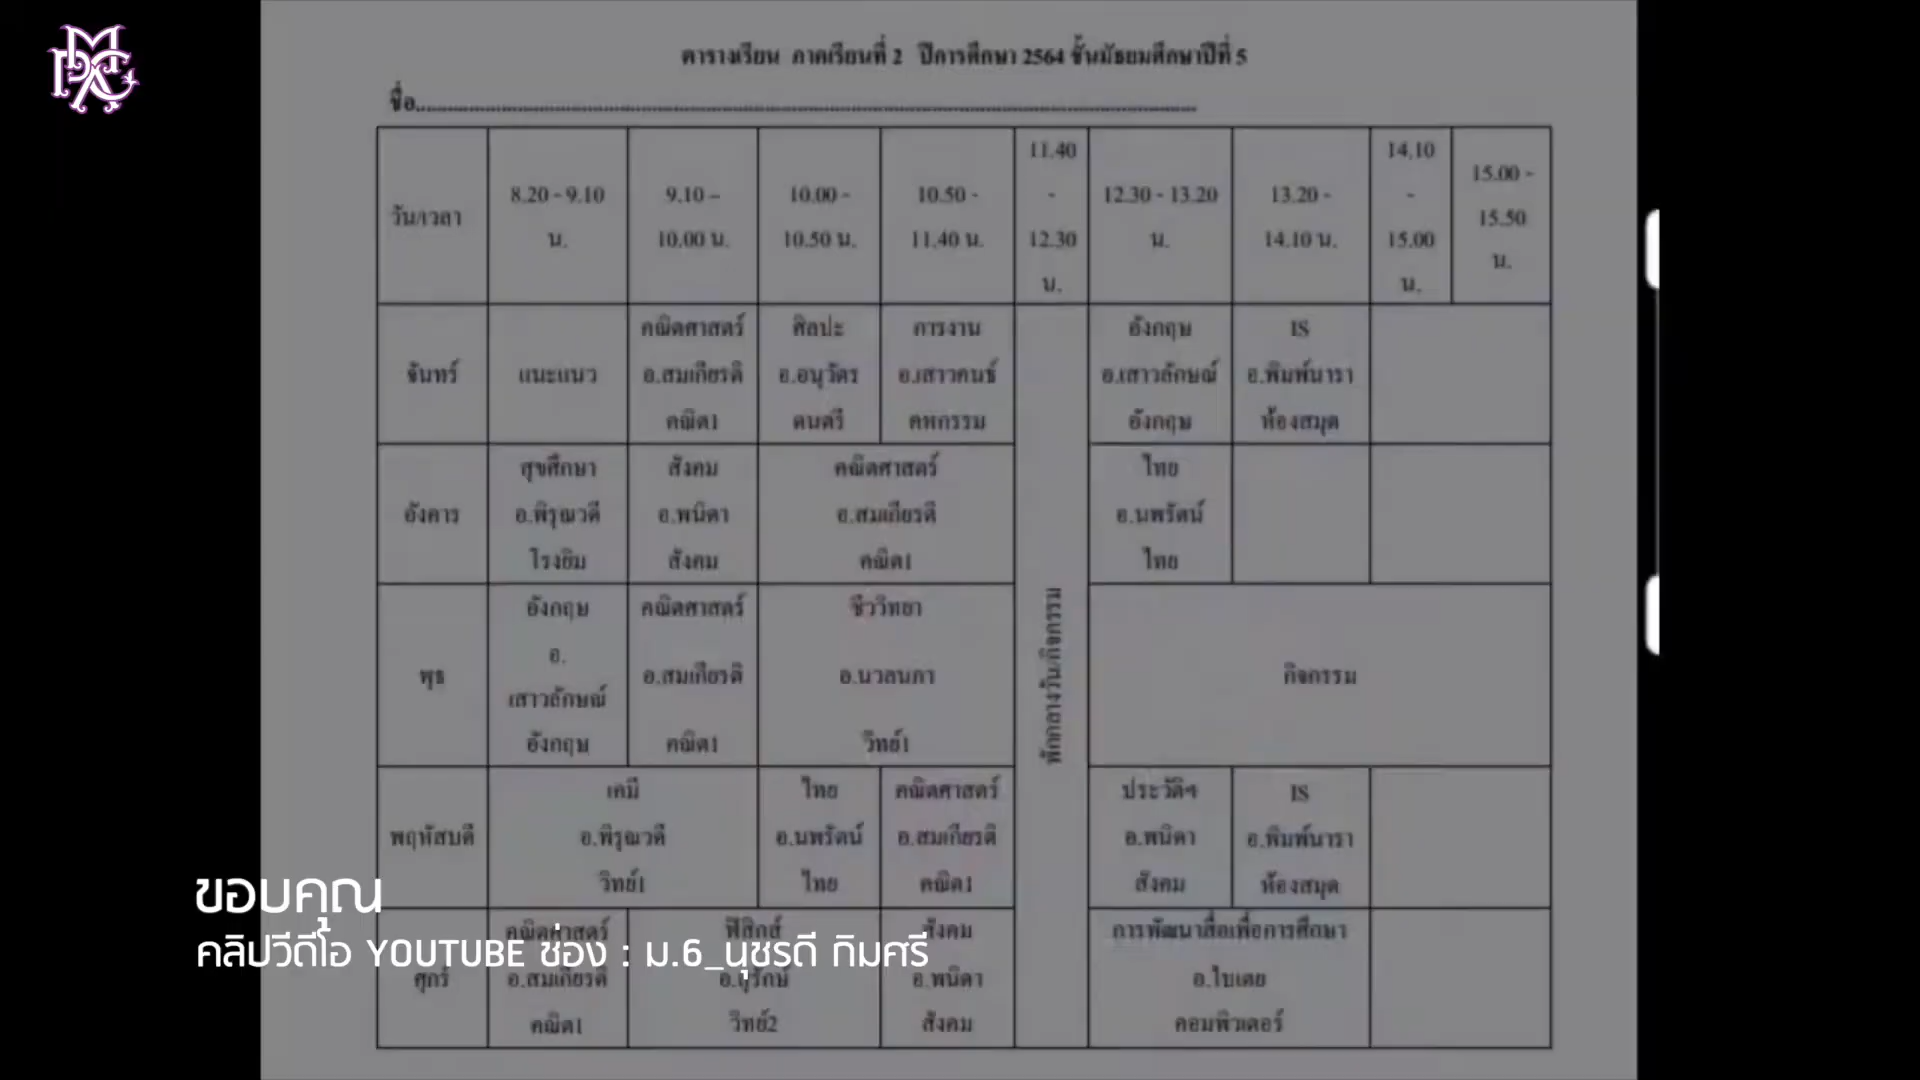 ตารางเรียน ภาคเรียนที่ 2 ปีการศึกษา 2564 ชั้นมัธยมศึกษาปีที่ 5
ชื่อ
วัน/เวลา 8.20 - 9.10 น. 9.10 – 10.00 น. 10.00 - 10.50 น. 10.50 - 11.40 น. 11.40 - 12.30 น. 12.30 - 13.20 น. 13.20 - 14.10 น. 14.10 - 15.00 น. 15.00 - 15.50 น.
พักกลางวัน/กิจกรรม
จันทร์ แนะแนว
คณิตศาสตร์ อ.สมเกียรติ คณิต1
ศิลปะ อ.อนุวัตร ดนตรี
การงาน อ.เสาวคนธ์ คหกรรม
อังกฤษ อ.เสาวลักษณ์ อังกฤษ
IS อ.พิมพ์นารา ห้องสมุด
อังคาร
สุขศึกษา อ.พิรุณวดี โรงยิม
สังคม อ.พนิดา สังคม
คณิตศาสตร์ อ.สมเกียรติ คณิต1
ไทย อ.นพรัตน์ ไทย
พุธ
อังกฤษ อ. เสาวลักษณ์ อังกฤษ
คณิตศาสตร์ อ.สมเกียรติ คณิต1
ชีววิทยา อ.นวลนภา วิทย์1
กิจกรรม
พฤหัสบดี
เคมี อ.พิรุณวดี วิทย์1
ไทย อ.นพรัตน์ ไทย
คณิตศาสตร์ อ.สมเกียรติ คณิต1
ประวัติฯ อ.พนิดา สังคม
IS อ.พิมพ์นารา ห้องสมุด
ศุกร์
คณิตศาสตร์ อ.สมเกียรติ คณิต1
ฟิสิกส์ วิทย์2
สังคม อ.พนิดา สังคม
การพัฒนาสื่อเพื่อการศึกษา อ.ใบเตย คอมพิวเตอร์
ขอบคุณ
คลิปวีดีโอ YOUTUBE ช่อง : ม.6_นุชรดี ทิมศรี